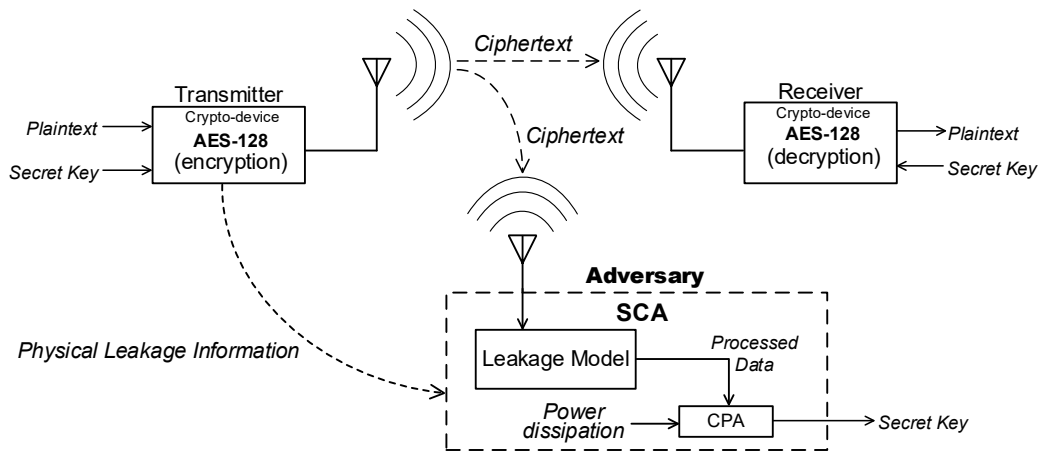 Ciphertext
Transmitter
Crypto-device
AES-128
(encryption)
Plaintext
Secret Key
Ciphertext
Receiver
Crypto-device
AES-128
(decryption)
Plaintext
Secret Key
Physical Leakage Information
Adversary
SCA
Leakage Model
Processed
Data
Power
dissipation
CPA
Secret Key